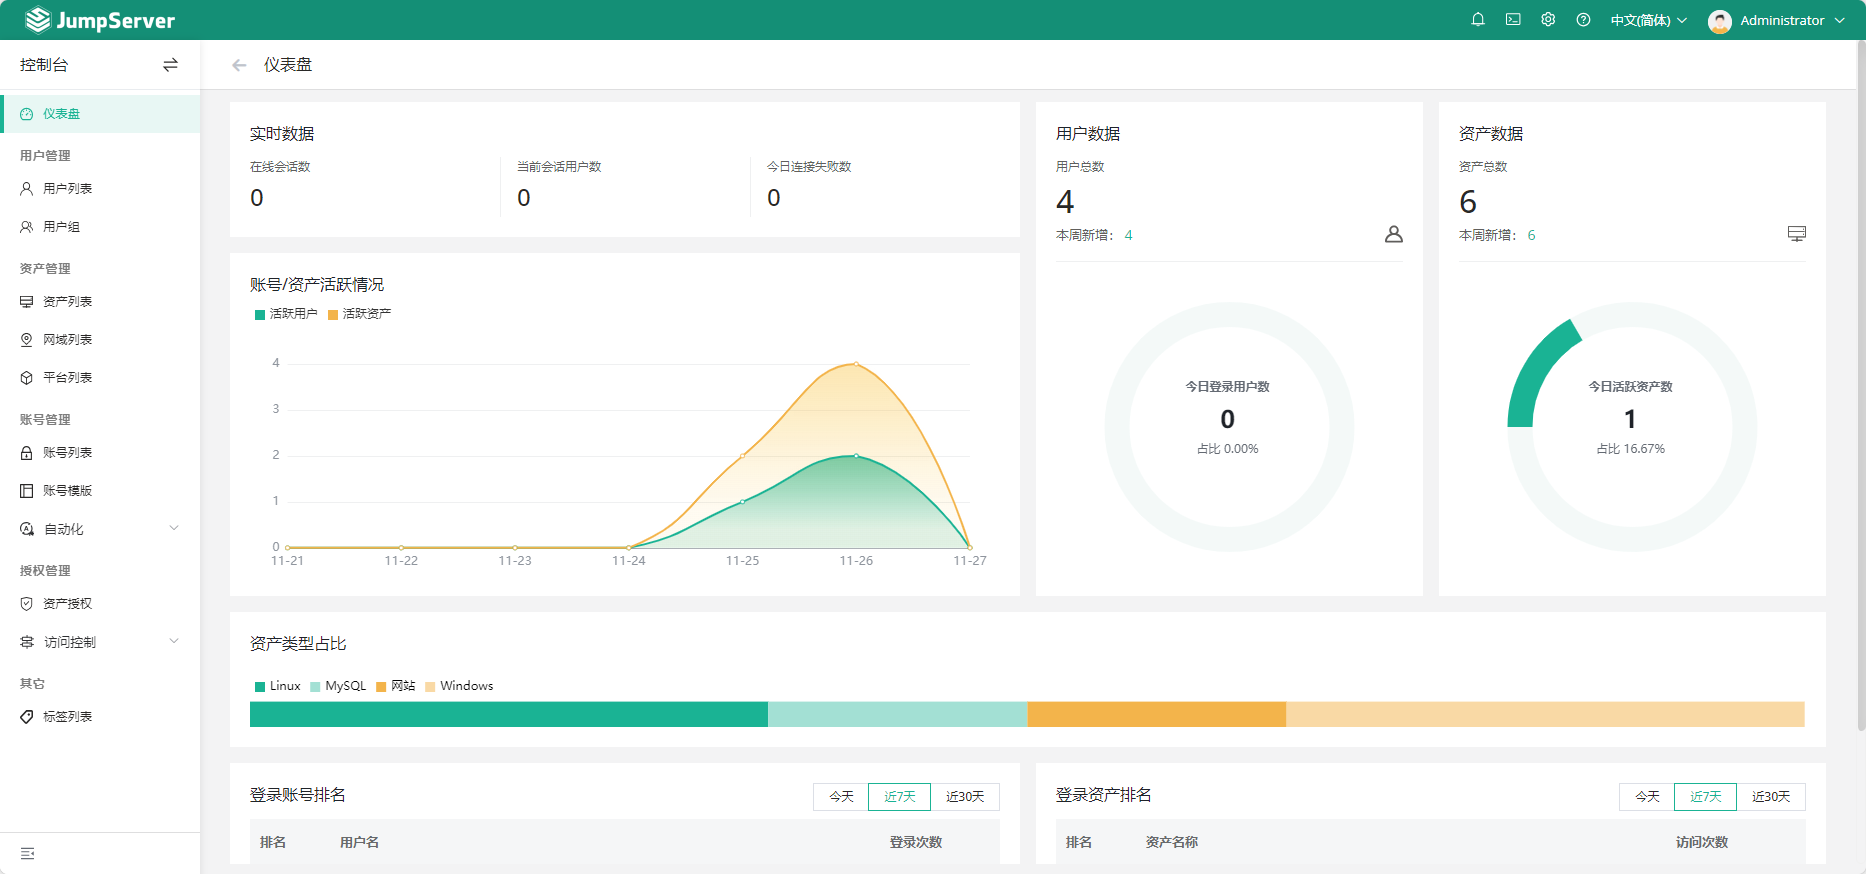 JumpServer
中文(简体)
Administrator
控制台
仪表盘
仪表盘
用户管理
用户列表
用户组
资产管理
资产列表
网域列表
平台列表
账号管理
账号列表
账号模版
自动化
授权管理
资产授权
访问控制
其它
标签列表
实时数据
在线会话数
0
当前会话用户数
0
今日连接失败数
0
用户数据
用户总数
4
本周新增: 4
今日登录用户数
0
占比 0.00%
资产数据
资产总数
6
本周新增: 6
今日活跃资产数
1
占比 16.67%
账号/资产活跃情况
活跃用户 活跃资产
4
3
2
1
0
11-21 11-22 11-23 11-24 11-25 11-26 11-27
资产类型占比
Linux MySQL 网站 Windows
登录账号排名
今天 近7天 近30天
排名 用户名 登录次数
登录资产排名
今天 近7天 近30天
排名 资产名称 访问次数